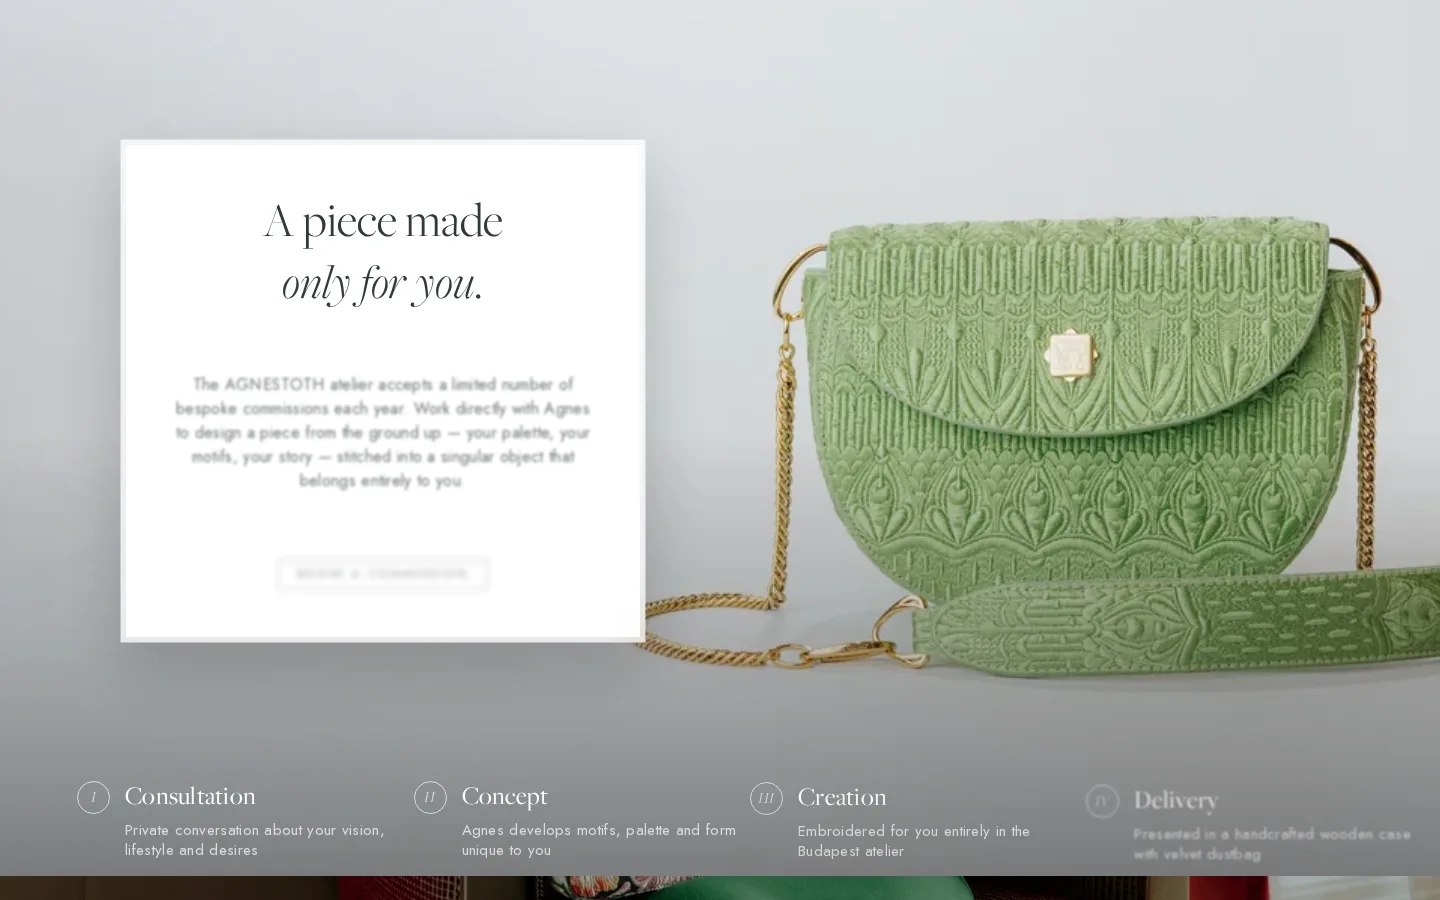 A piece made
only for you.
The AGNESTOTH atelier accepts a limited number of
bespoke commissions each year. Work directly with Agnes
to design a piece from the ground up — your palette, your
motifs, your story — stitched into a singular object that
belongs entirely to you
I
Consultation
Private conversation about your vision,
lifestyle and desires
II
Concept
Agnes develops motifs, palette and form
unique to you
III
Creation
Embroidered for you entirely in the
Budapest atelier
IV
Delivery
Presented in a handcrafted wooden case
with velvet dustbag